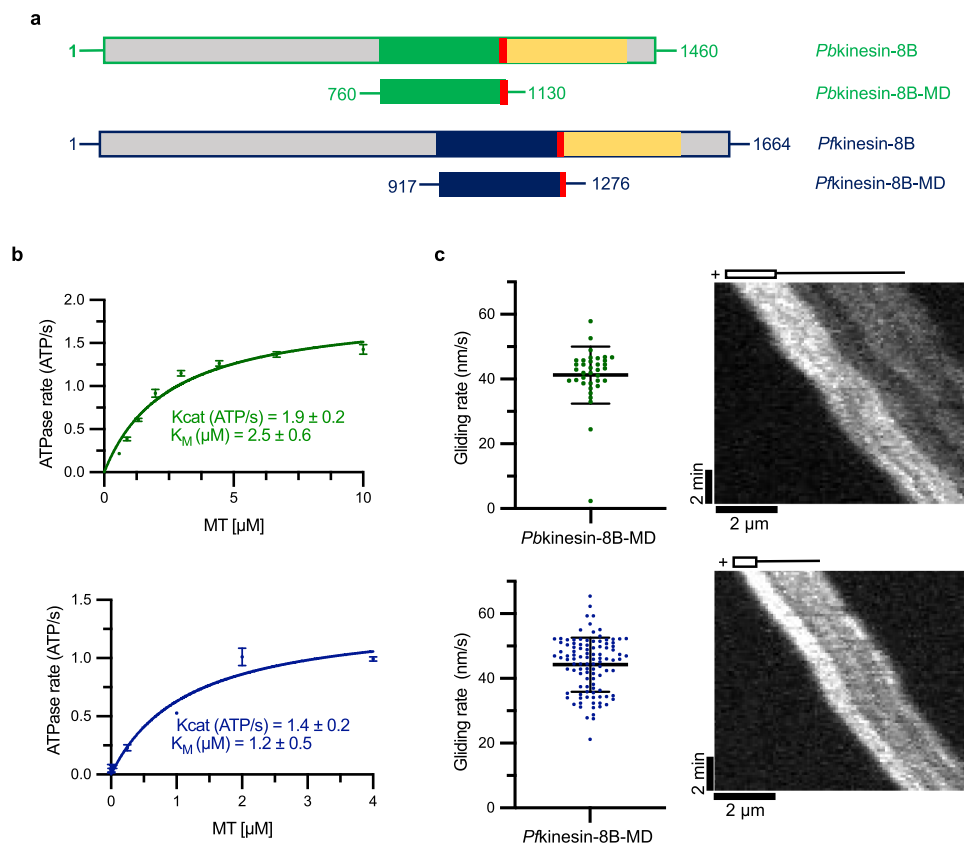 a
1 1460 Pbkinesin-8B
760 1130 Pbkinesin-8B-MD
1 1664 Pfkinesin-8B
917 1276 Pfkinesin-8B-MD
b
c
2.0
1.5
1.0
0.5
0.0
ATPase rate (ATP/s)
Kcat (ATP/s) = 1.9 ± 0.2
KM (µM) = 2.5 ± 0.6
0 5 10
MT [µM]
60
40
20
0
Gliding rate (nm/s)
Pbkinesin-8B-MD
+
2 min
2 µm
1.5
1.0
0.5
0.0
ATPase rate (ATP/s)
Kcat (ATP/s) = 1.4 ± 0.2
KM (µM) = 1.2 ± 0.5
0 1 2 3 4
MT [µM]
60
40
20
0
Gliding rate (nm/s)
Pfkinesin-8B-MD
+
2 min
2 µm